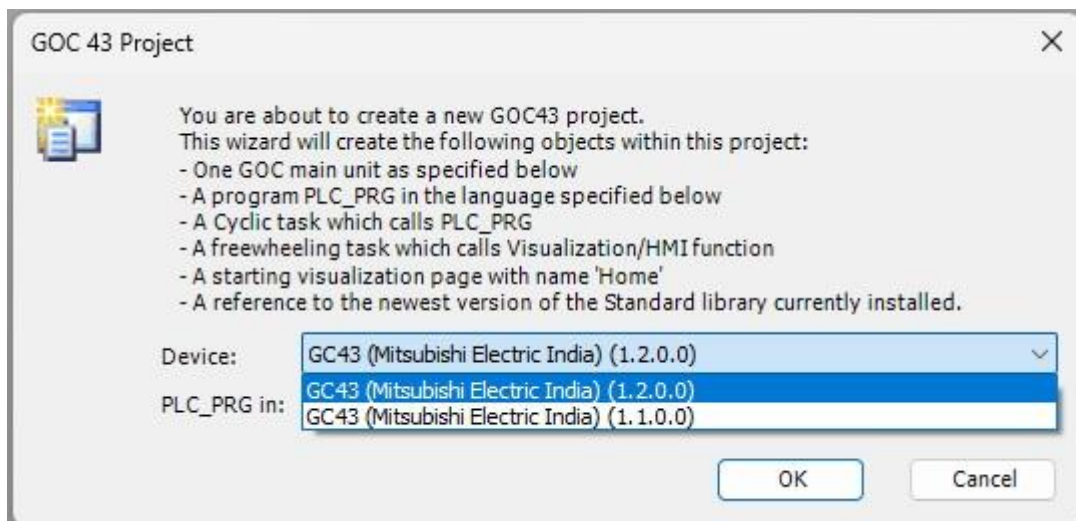 GOC 43 Project
You are about to create a new GOC43 project.
This wizard will create the following objects within this project:
- One GOC main unit as specified below
- A program PLC_PRG in the language specified below
- A Cyclic task which calls PLC_PRG
- A freewheeling task which calls Visualization/HMI function
- A starting visualization page with name 'Home'
- A reference to the newest version of the Standard library currently installed.
Device: GC43 (Mitsubishi Electric India) (1.2.0.0)
GC43 (Mitsubishi Electric India) (1.2.0.0)
PLC_PRG in: GC43 (Mitsubishi Electric India) (1.1.0.0)
OK Cancel